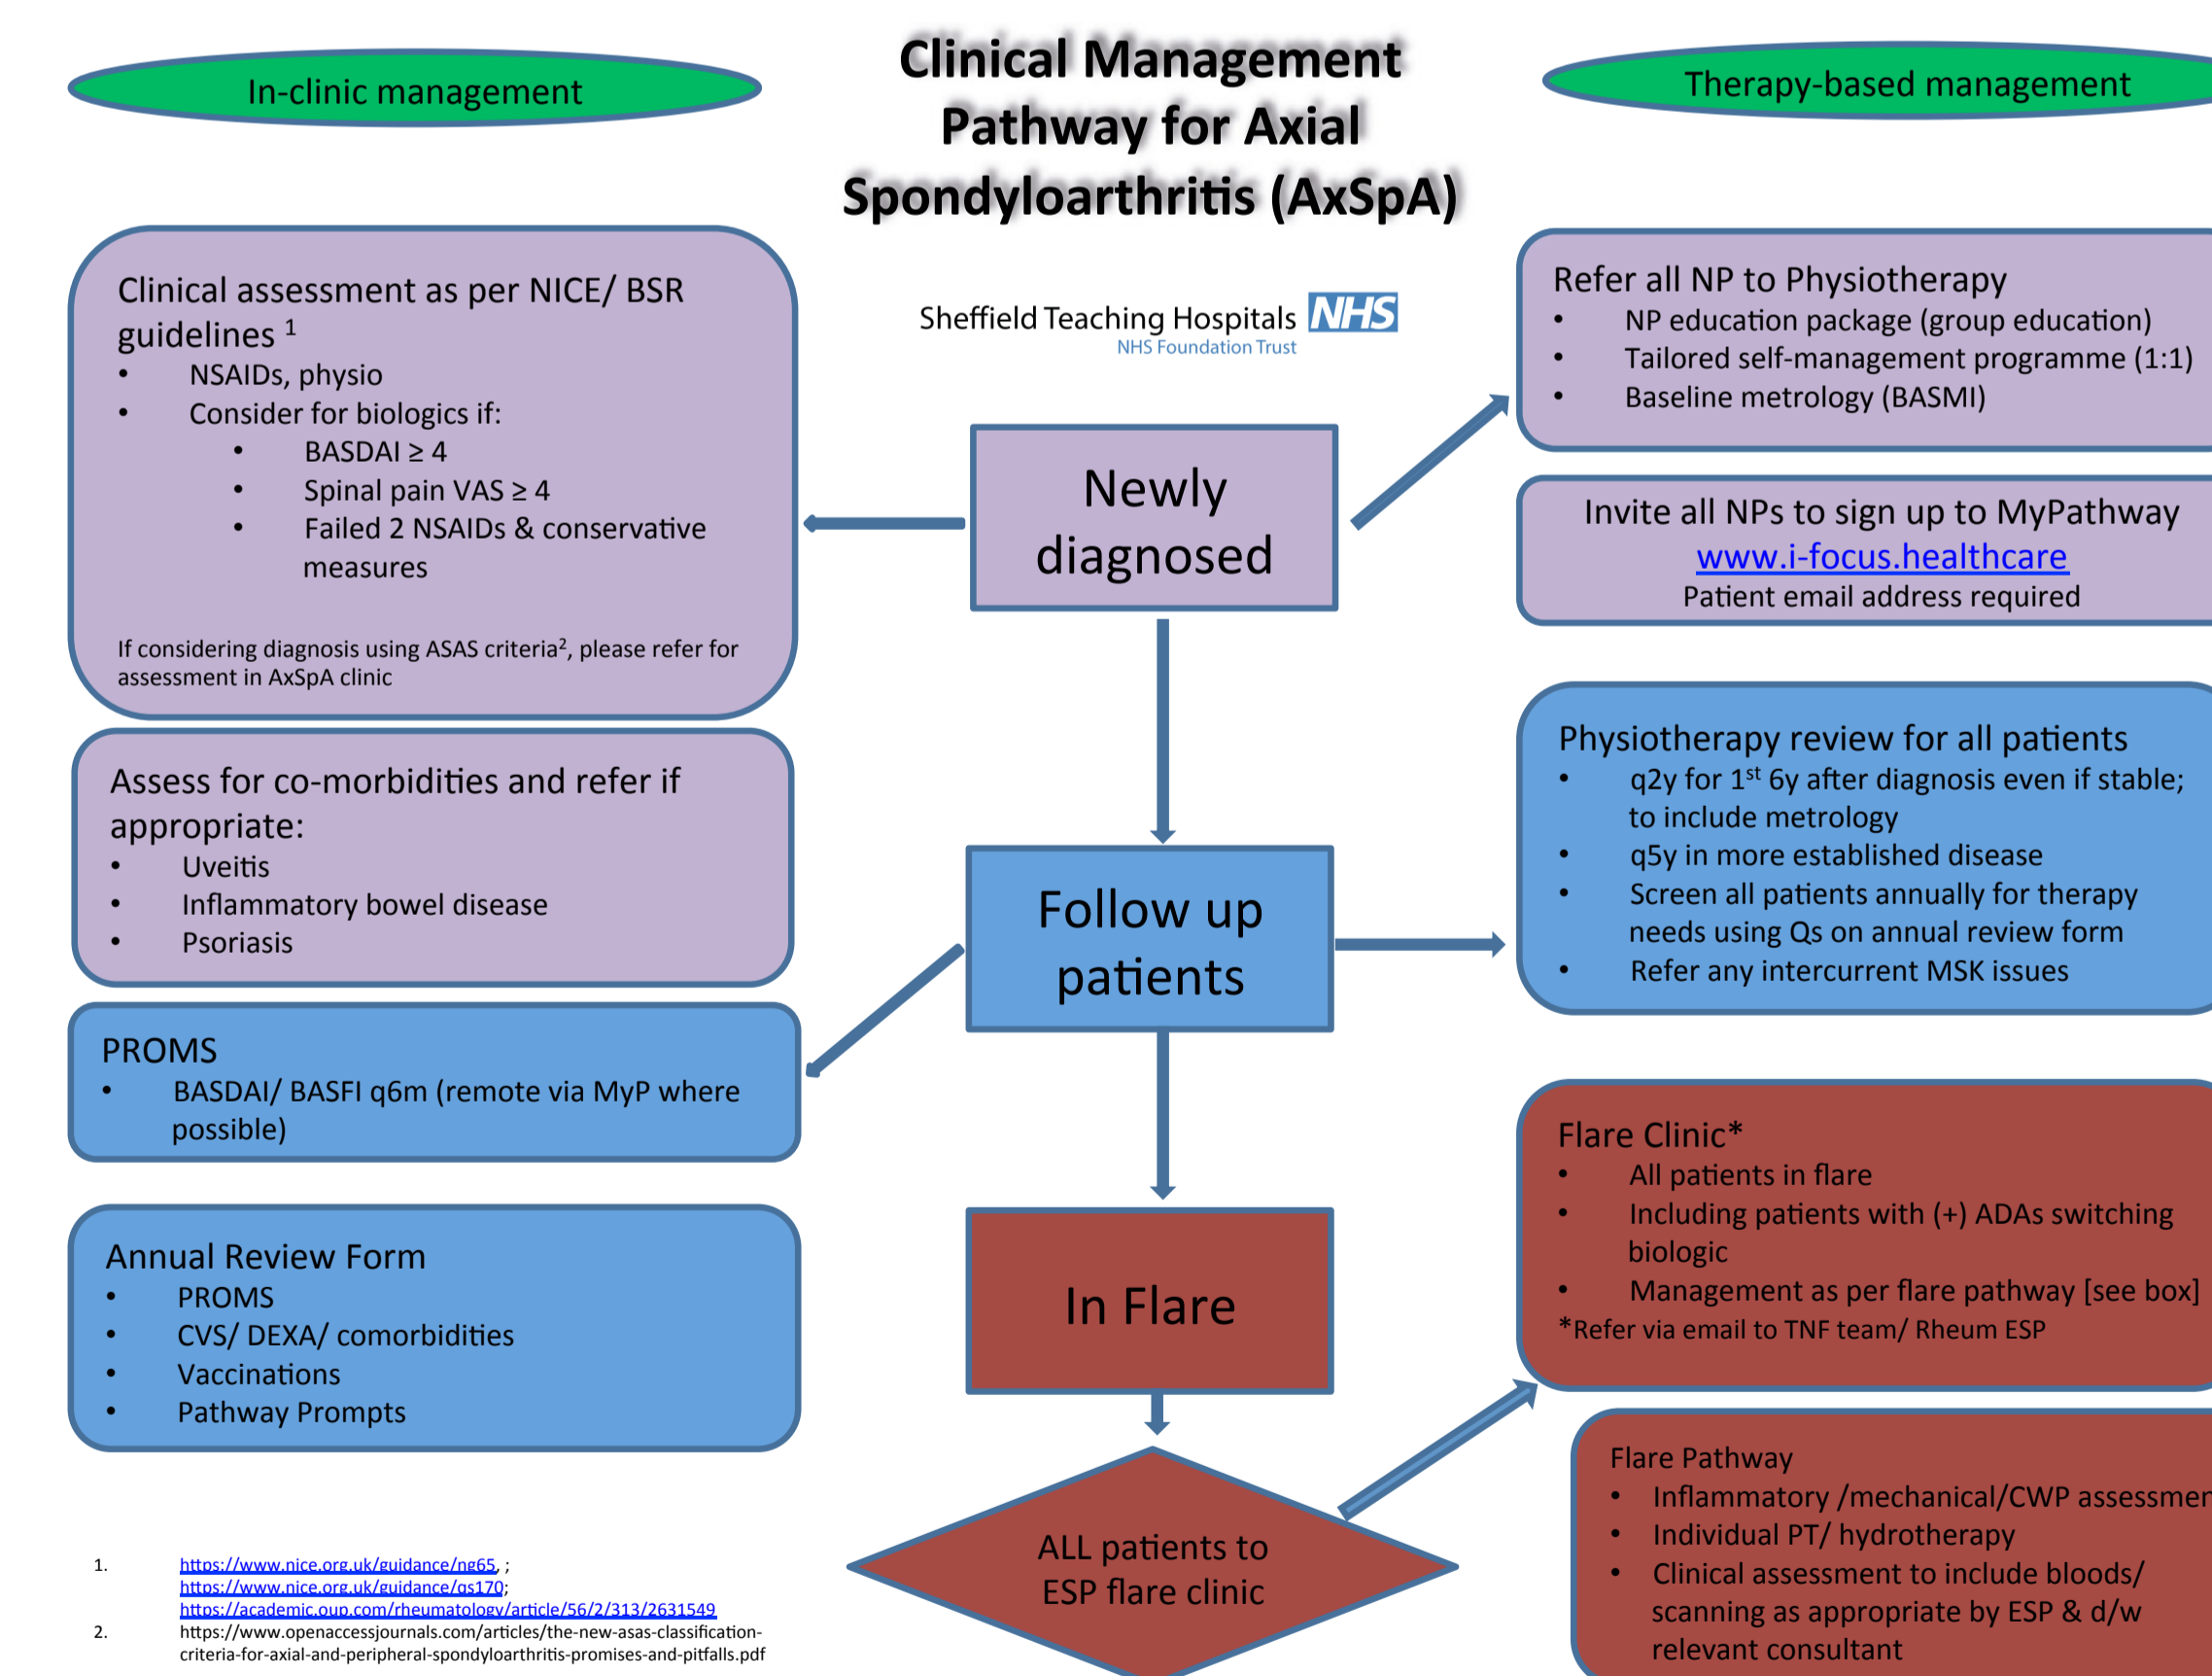 In-clinic management
Clinical Management
Pathway for Axial
Spondyloarthritis (AxSpA)
Therapy-based management
Sheffield Teaching Hospitals NHS
NHS Foundation Trust
Clinical assessment as per NICE/ BSR
guidelines 1
• NSAIDs, physio
• Consider for biologics if:
• BASDAI ≥ 4
• Spinal pain VAS ≥ 4
• Failed 2 NSAIDs & conservative
measures
If considering diagnosis using ASAS criteria2, please refer for
assessment in AxSpA clinic
Assess for co-morbidities and refer if
appropriate:
• Uveitis
• Inflammatory bowel disease
• Psoriasis
PROMS
• BASDAI/ BASFI q6m (remote via MyP where
possible)
Annual Review Form
• PROMS
• CVS/ DEXA/ comorbidities
• Vaccinations
• Pathway Prompts
1. https://www.nice.org.uk/guidance/ng65, ;
https://www.nice.org.uk/guidance/qs170;
https://academic.oup.com/rheumatology/article/56/2/313/2631549
2. https://www.openaccessjournals.com/articles/the-new-asas-classification-
criteria-for-axial-and-peripheral-spondyloarthritis-promises-and-pitfalls.pdf
Newly
diagnosed
Follow up
patients
In Flare
ALL patients to
ESP flare clinic
Refer all NP to Physiotherapy
• NP education package (group education)
• Tailored self-management programme (1:1)
• Baseline metrology (BASMI)
Invite all NPs to sign up to MyPathway
www.i-focus.healthcare
Patient email address required
Physiotherapy review for all patients
• q2y for 1st 6y after diagnosis even if stable;
to include metrology
• q5y in more established disease
• Screen all patients annually for therapy
needs using Qs on annual review form
• Refer any intercurrent MSK issues
Flare Clinic*
• All patients in flare
• Including patients with (+) ADAs switching
biologic
• Management as per flare pathway [see box]
*Refer via email to TNF team/ Rheum ESP
Flare Pathway
• Inflammatory /mechanical/CWP assessmen
• Individual PT/ hydrotherapy
• Clinical assessment to include bloods/
scanning as appropriate by ESP & d/w
relevant consultant